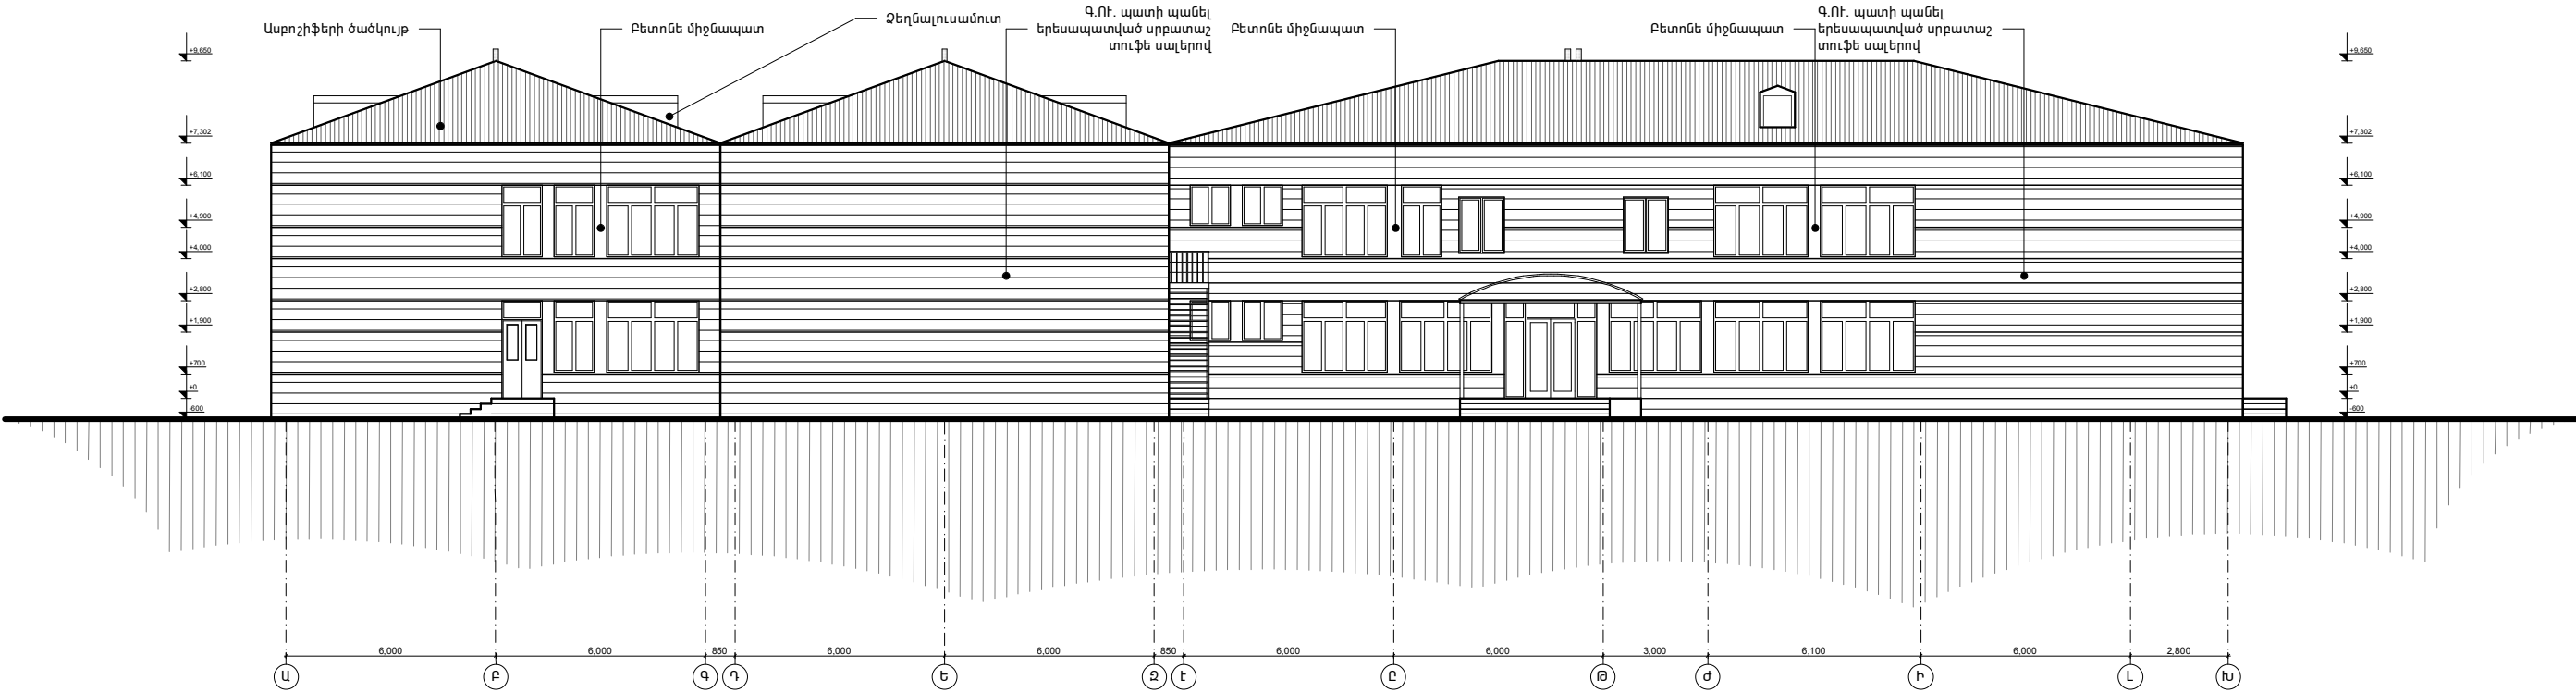 Ասբոշիֆերի ծածկույթ
Բետոնե միջնապատ
Ձեղնալուսամուտ
Գ.ՈՒ. պատի պանել
երեսապատված սրբատաշ
տուֆե սալերով
Բետոնե միջնապատ
Բետոնե միջնապատ
Գ.ՈՒ. պատի պանել
երեսապատված սրբատաշ
տուֆե սալերով
+9,650
+7,302
+6,100
+4,900
+4,000
+2,800
+1,900
+700
±0
-600
+9,650
+7,302
+6,100
+4,900
+4,000
+2,800
+1,900
+700
±0
-600
6,000 6,000 850 6,000 6,000 850 6,000 6,000 3,000 6,100 6,000 2,800
Ա Բ Գ Դ Ե Զ Է Ը Թ Ժ Ի Լ Խ